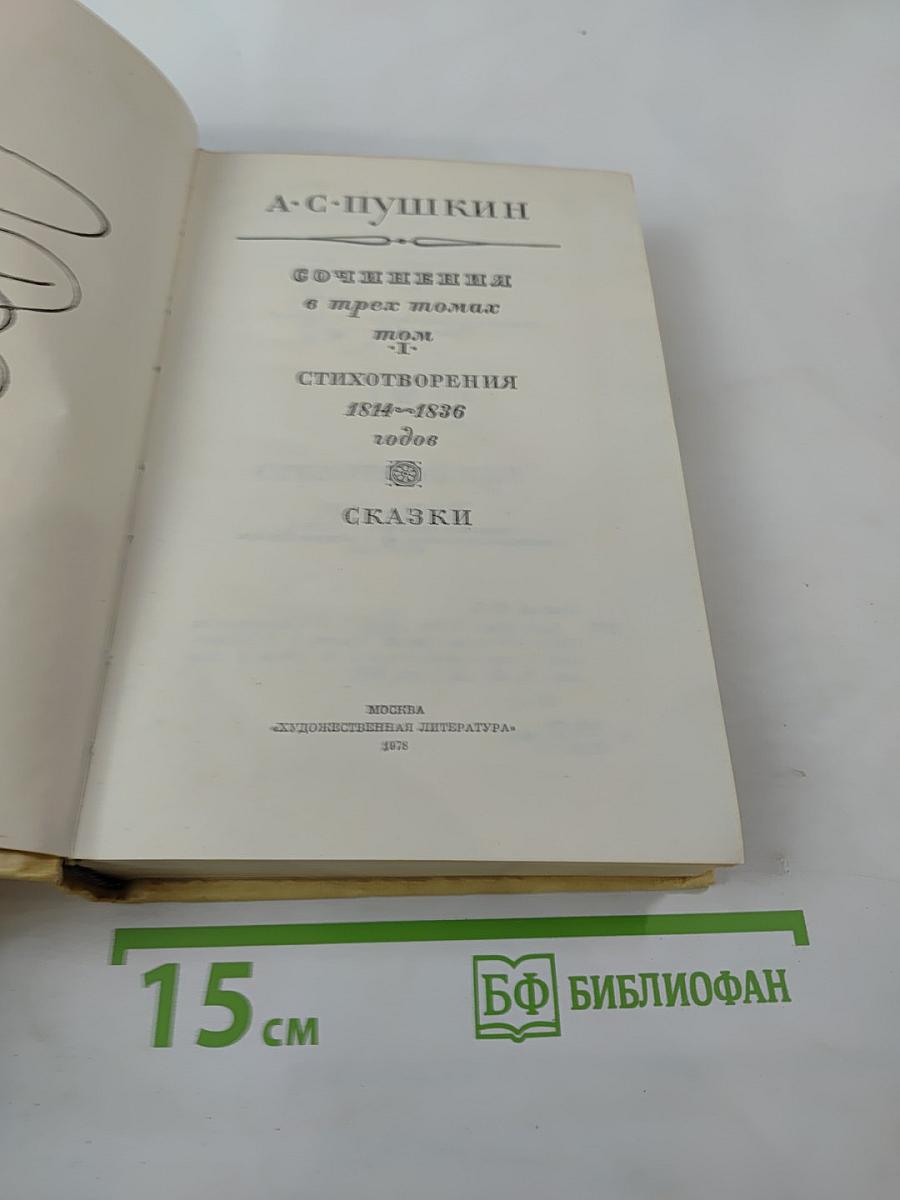 А·С·ПУШКИН
СОЧИНЕНИЯ
в трех томах
том
·I·
СТИХОТВОРЕНИЯ
1814—1836
годов
СКАЗКИ
МОСКВА
«ХУДОЖЕСТВЕННАЯ ЛИТЕРАТУРА»
1978
15 см
БФ БИБЛИОФАН